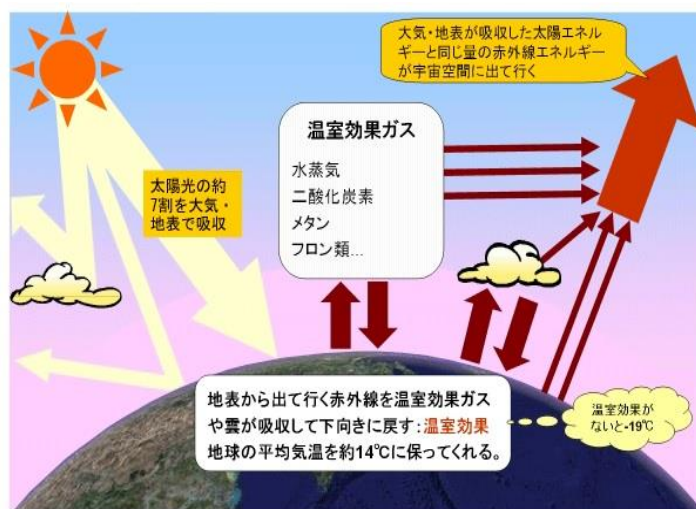 大気・地表が吸収した太陽エネル
ギーと同じ量の赤外線エネルギー
が宇宙空間に出て行く
温室効果ガス
水蒸気
二酸化炭素
メタン
フロン類...
太陽光の約
7割を大気・
地表で吸収
地表から出て行く赤外線を温室効果ガス
や雲が吸収して下向きに戻す:温室効果
地球の平均気温を約14℃に保ってくれる。
温室効果が
ないと-19℃